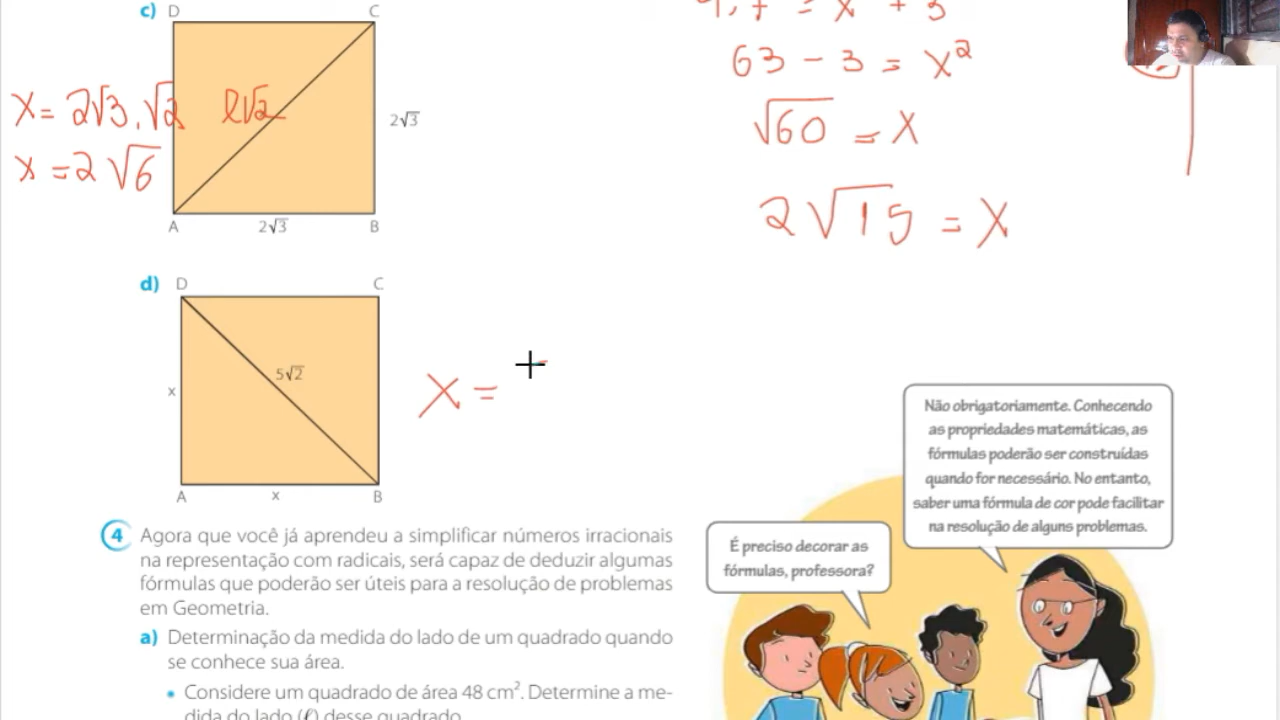 c) D C
X = 2√3 . √2 ℓ√2
2√3
X = 2√6
A 2√3 B
63 - 3 = X²
√60 = X
2√15 = X
d) D C
5√2
x
X =
A x B
Não obrigatoriamente. Conhecendo
as propriedades matemáticas, as
fórmulas poderão ser construídas
quando for necessário. No entanto,
saber uma fórmula de cor pode facilitar
na resolução de alguns problemas.
É preciso decorar as
fórmulas, professora?
4 Agora que você já aprendeu a simplificar números irracionais
na representação com radicais, será capaz de deduzir algumas
fórmulas que poderão ser úteis para a resolução de problemas
em Geometria.
a) Determinação da medida do lado de um quadrado quando
se conhece sua área.
• Considere um quadrado de área 48 cm². Determine a me-
dida do lado (ℓ) desse quadrado.